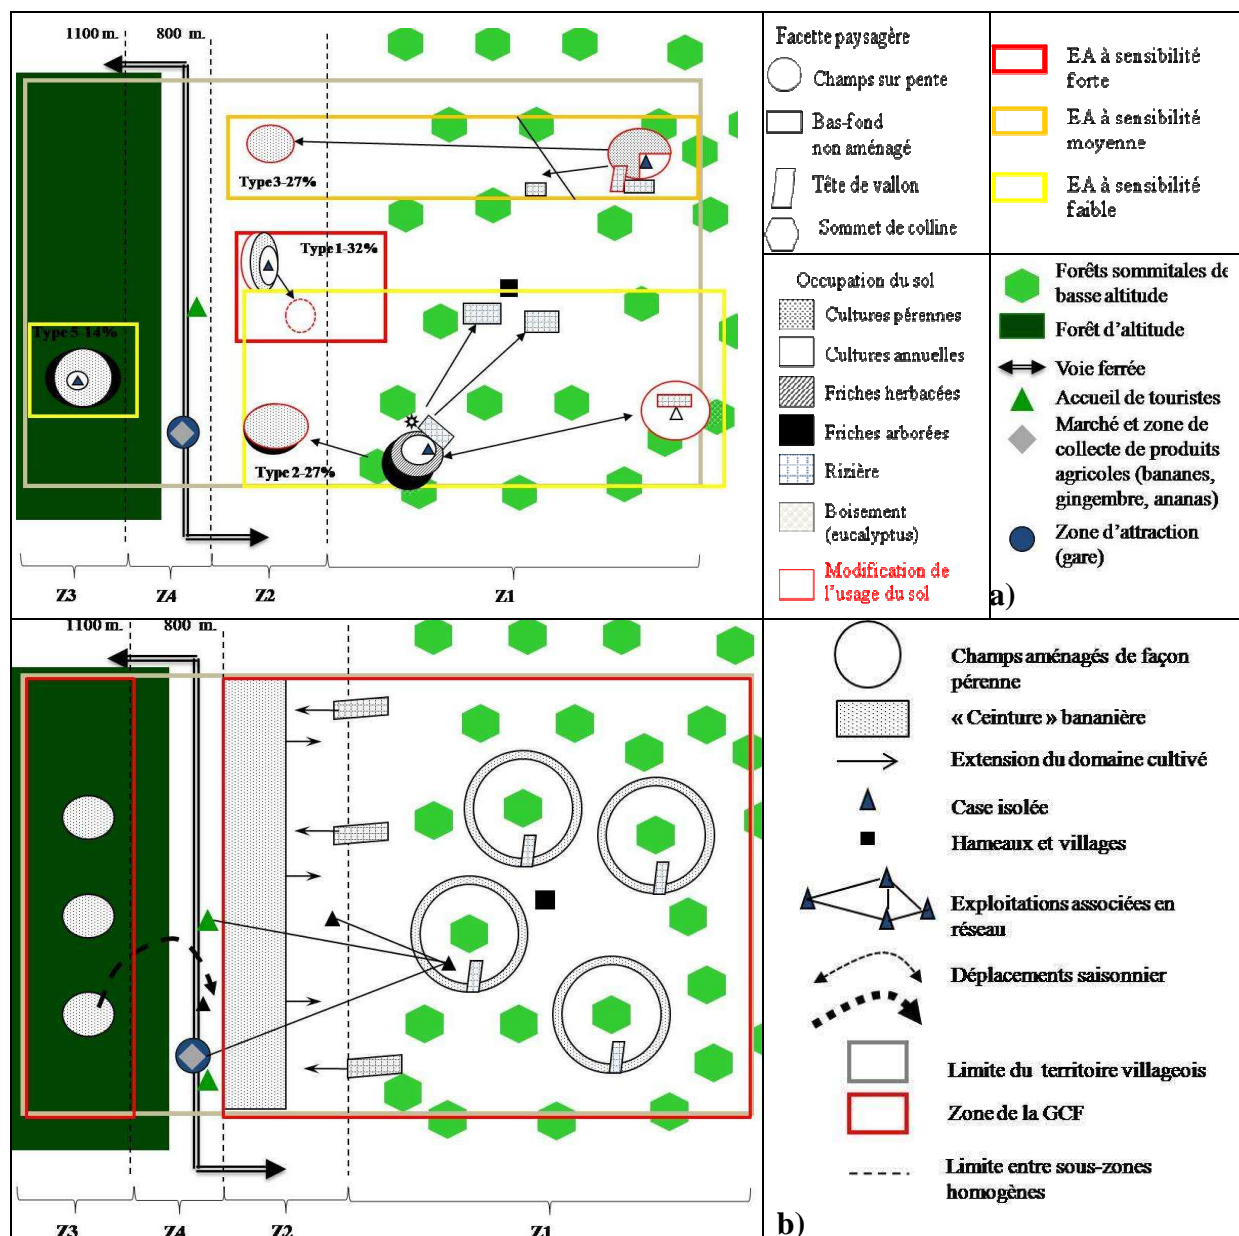 1100 m.
800 m.
Type 3-27%
Type 1-32%
Type 5-14%
Type 2-27%
Z3
Z4
Z2
Z1
Facette paysagère
Champs sur pente
Bas-fond
non aménagé
Tête de vallon
Sommet de colline
EA à sensibilité
forte
EA à sensibilité
moyenne
EA à sensibilité
faible
Occupation du sol
Cultures pérennes
Cultures annuelles
Friches herbacées
Friches arborées
Rizière
Boisement
(eucalyptus)
Modification de
l'usage du sol
Forêts sommitales de
basse altitude
Forêt d'altitude
Voie ferrée
Accueil de touristes
Marché et zone de
collecte de produits
agricoles (bananes,
gingembre, ananas)
Zone d'attraction
(gare)
a)
1100 m.
800 m.
Z3
Z4
Z2
Z1
Champs aménagés de façon
pérenne
« Ceinture » bananière
Extension du domaine cultivé
Case isolée
Hameaux et villages
Exploitations associées en
réseau
Déplacements saisonnier
Limite du territoire villageois
Zone de la GCF
Limite entre sous-zones
homogènes
b)